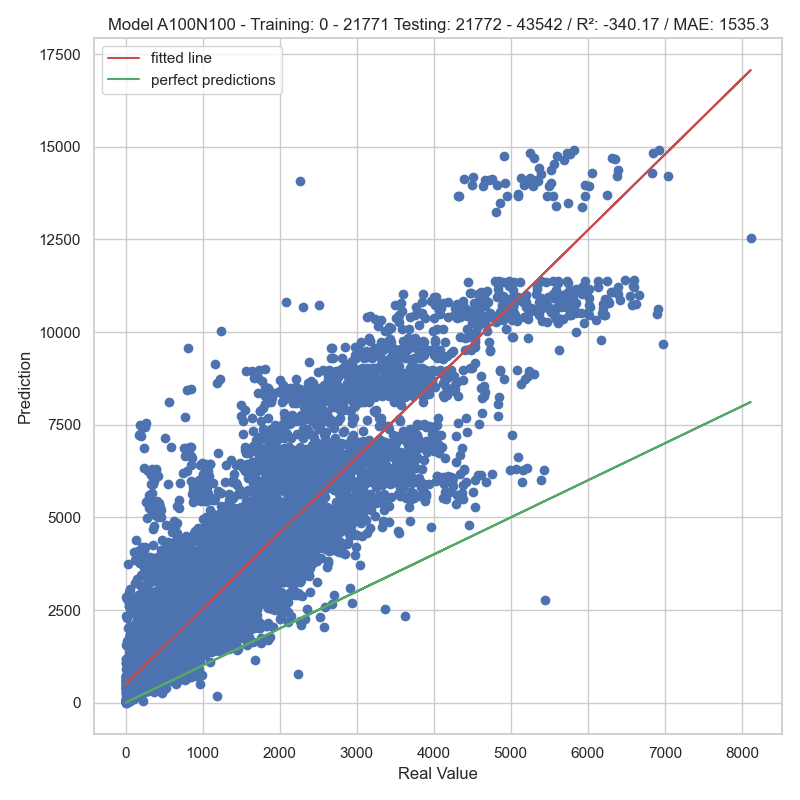 Model A100N100 - Training: 0 - 21771 Testing: 21772 - 43542 / R²: -340.17 / MAE: 1535.3
fitted line
perfect predictions
17500
15000
12500
10000
7500
5000
2500
0
Prediction
0 1000 2000 3000 4000 5000 6000 7000 8000
Real Value